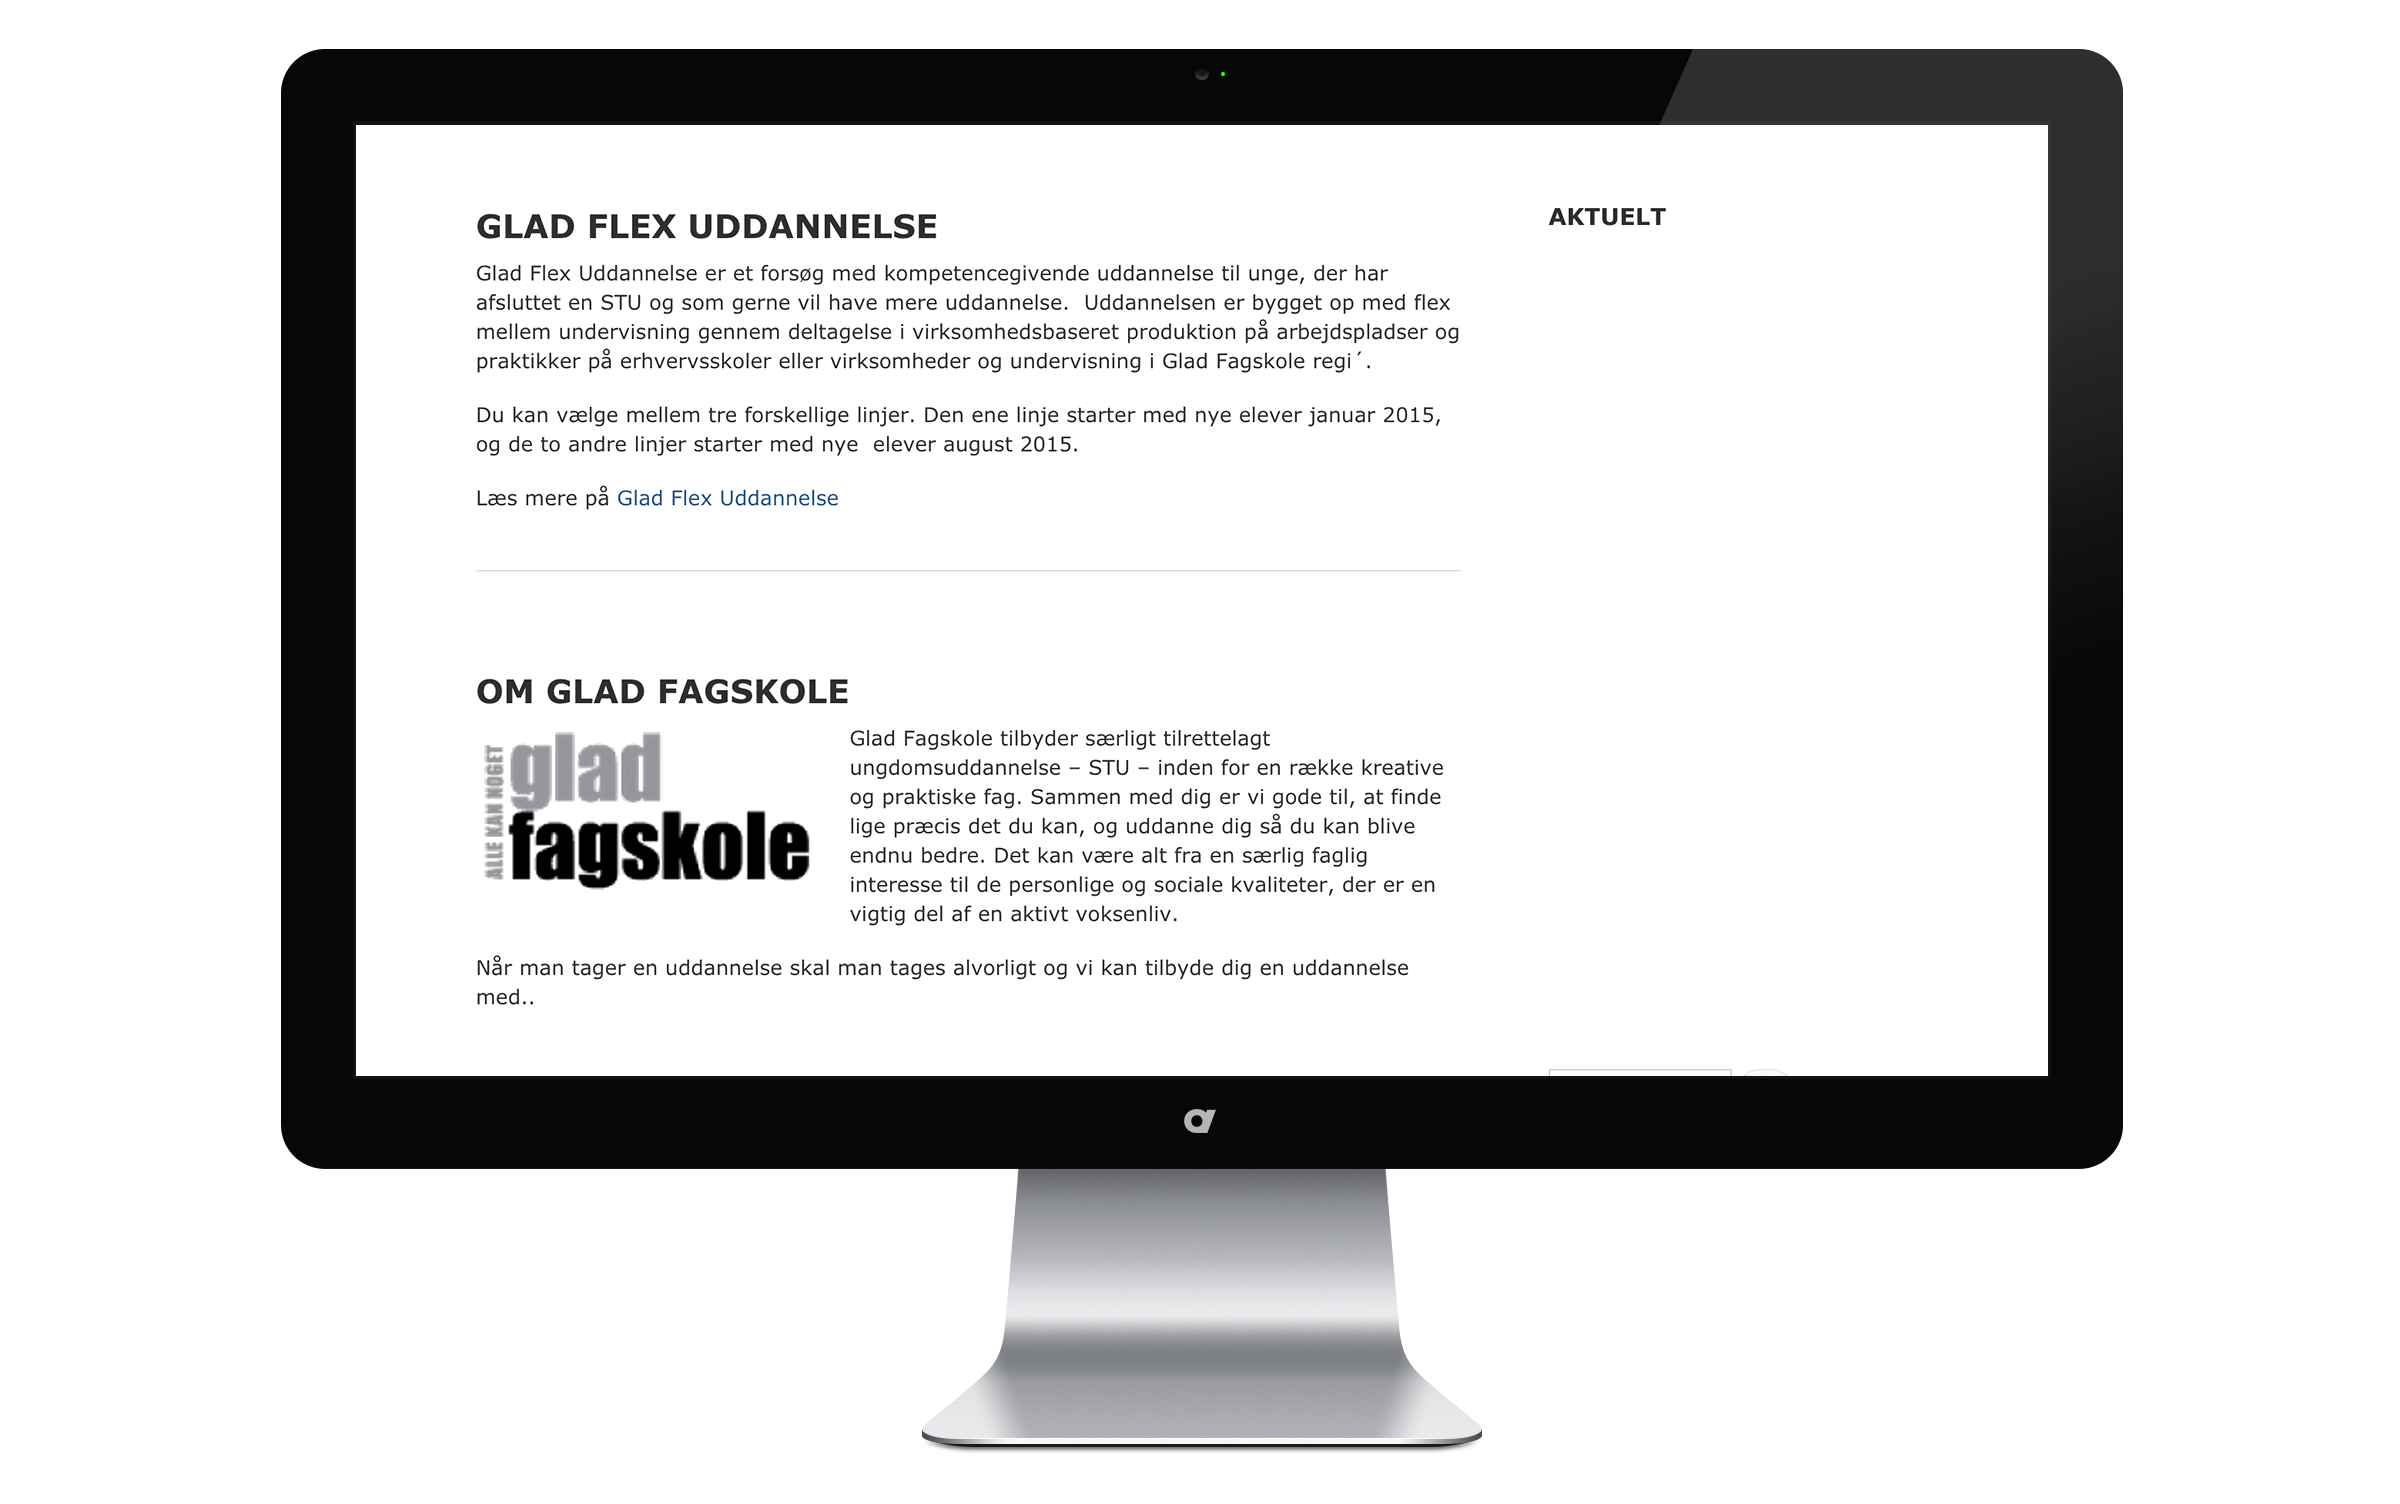 GLAD FLEX UDDANNELSE
Glad Flex Uddannelse er et forsøg med kompetencegivende uddannelse til unge, der har
afsluttet en STU og som gerne vil have mere uddannelse.  Uddannelsen er bygget op med flex
mellem undervisning gennem deltagelse i virksomhedsbaseret produktion på arbejdspladser og
praktikker på erhvervsskoler eller virksomheder og undervisning i Glad Fagskole regi´.
Du kan vælge mellem tre forskellige linjer. Den ene linje starter med nye elever januar 2015,
og de to andre linjer starter med nye  elever august 2015.
Læs mere på Glad Flex Uddannelse
OM GLAD FAGSKOLE
ALLE KAN NOGET
glad
fagskole
Glad Fagskole tilbyder særligt tilrettelagt
ungdomsuddannelse – STU – inden for en række kreative
og praktiske fag. Sammen med dig er vi gode til, at finde
lige præcis det du kan, og uddanne dig så du kan blive
endnu bedre. Det kan være alt fra en særlig faglig
interesse til de personlige og sociale kvaliteter, der er en
vigtig del af en aktivt voksenliv.
Når man tager en uddannelse skal man tages alvorligt og vi kan tilbyde dig en uddannelse
med..
AKTUELT